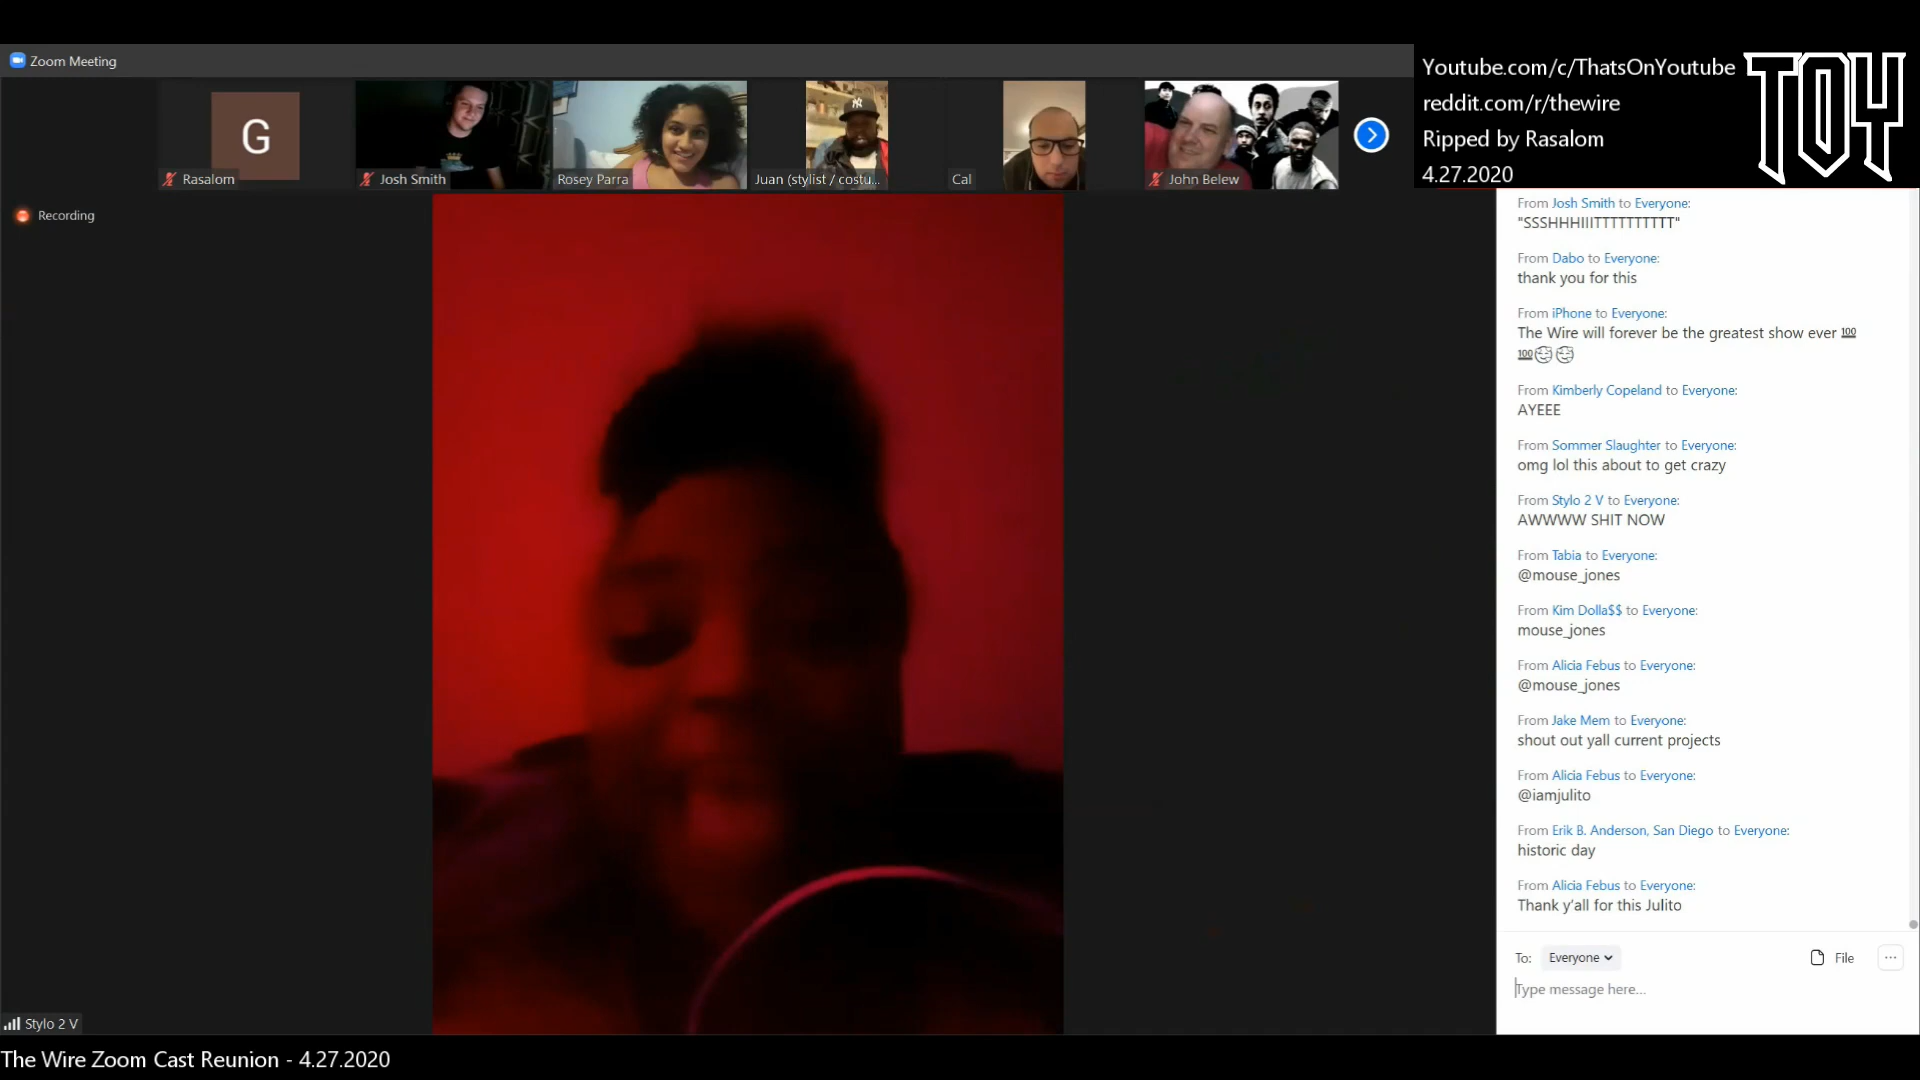 Zoom Meeting
Youtube.com/c/ThatsOnYoutube
reddit.com/r/thewire
Ripped by Rasalom
4.27.2020
TOY
G
NY
Rasalom
Josh Smith
Rosey Parra
Juan (stylist / costu...
Cal
John Belew
Recording
From Josh Smith to Everyone:
"SSSHHHIIITTTTTTTTTT"
From Dabo to Everyone:
thank you for this
From iPhone to Everyone:
The Wire will forever be the greatest show ever 💯
💯😇😇
From Kimberly Copeland to Everyone:
AYEEE
From Sommer Slaughter to Everyone:
omg lol this about to get crazy
From Stylo 2 V to Everyone:
AWWWW SHIT NOW
From Tabia to Everyone:
@mouse_jones
From Kim Dolla$$ to Everyone:
mouse_jones
From Alicia Febus to Everyone:
@mouse_jones
From Jake Mem to Everyone:
shout out yall current projects
From Alicia Febus to Everyone:
@iamjulito
From Erik B. Anderson, San Diego to Everyone:
historic day
From Alicia Febus to Everyone:
Thank y'all for this Julito
To: Everyone File ...
Type message here...
Stylo 2 V
The Wire Zoom Cast Reunion - 4.27.2020